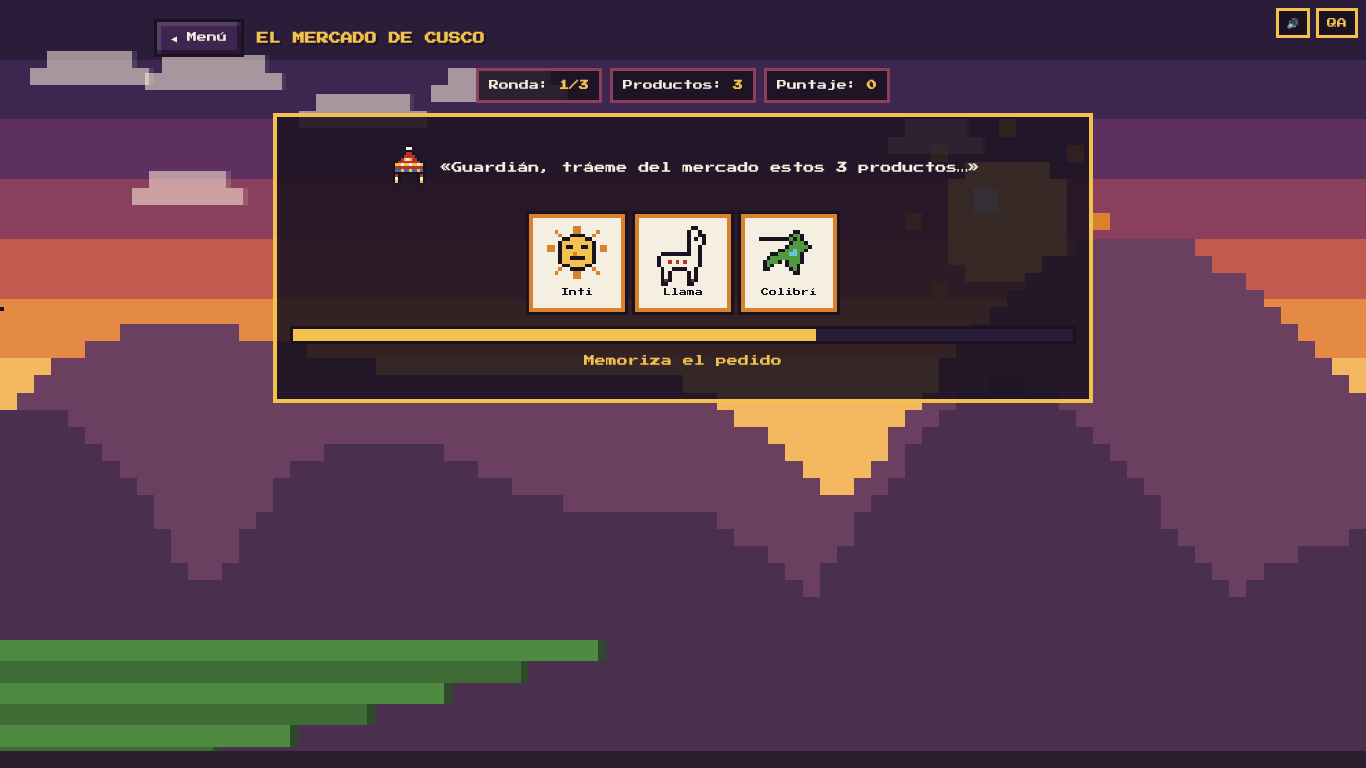 ◂ Menú
EL MERCADO DE CUSCO
QA
Ronda: 1/3
Productos: 3
Puntaje: 0
«Guardián, tráeme del mercado estos 3 productos…»
Inti
Llama
Colibrí
Memoriza el pedido